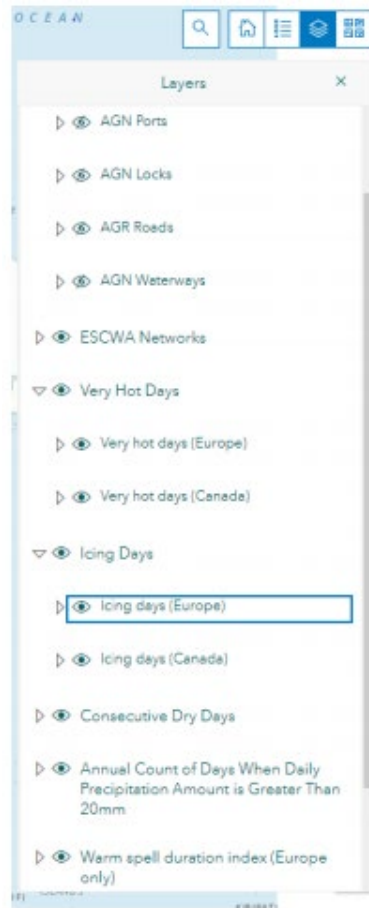 OCEAN
Layers
AGN Ports
AGN Locks
AGR Roads
AGN Waterways
ESCWA Networks
Very Hot Days
Very hot days (Europe)
Very hot days (Canada)
Icing Days
Icing days (Europe)
Icing days (Canada)
Consecutive Dry Days
Annual Count of Days When Daily
Precipitation Amount is Greater Than
20mm
Warm spell duration index (Europe
only)